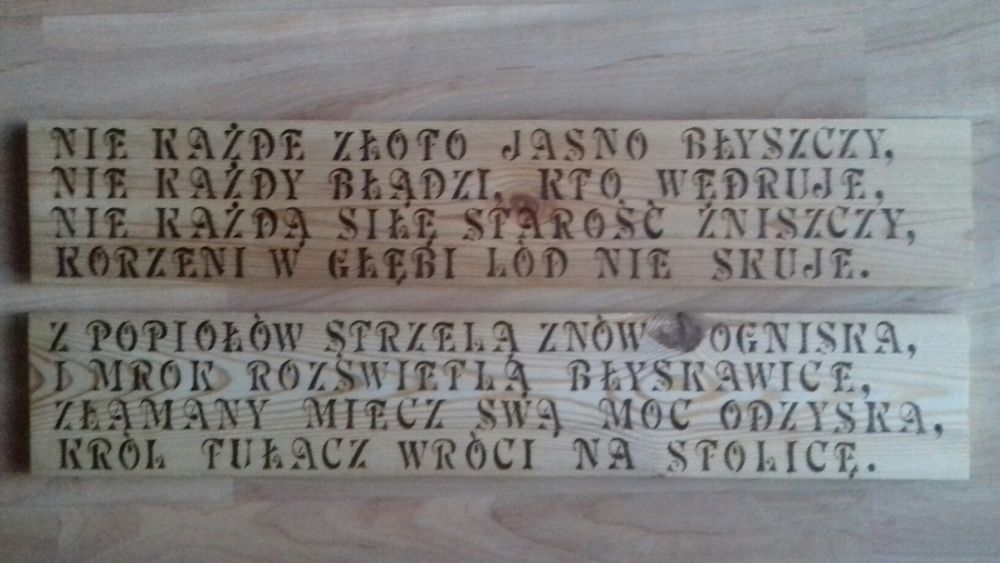 NIE KAŻDE ZŁOTO JASNO BŁYSZCZY,
NIE KAŻDY BŁĄDZI, KTO WĘDRUJE,
NIE KAŻDĄ SIŁĘ STAROŚĆ ZNISZCZY,
KORZENI W GŁĘBI LÓD NIE SKUJE.
Z POPIOŁÓW STRZELĄ ZNÓW OGNISKA,
I MROK ROZŚWIETLĄ BŁYSKAWICE,
ZŁAMANY MIECZ SWĄ MOC ODZYSKA,
KRÓL TUŁACZ WRÓCI NA STOLICĘ.